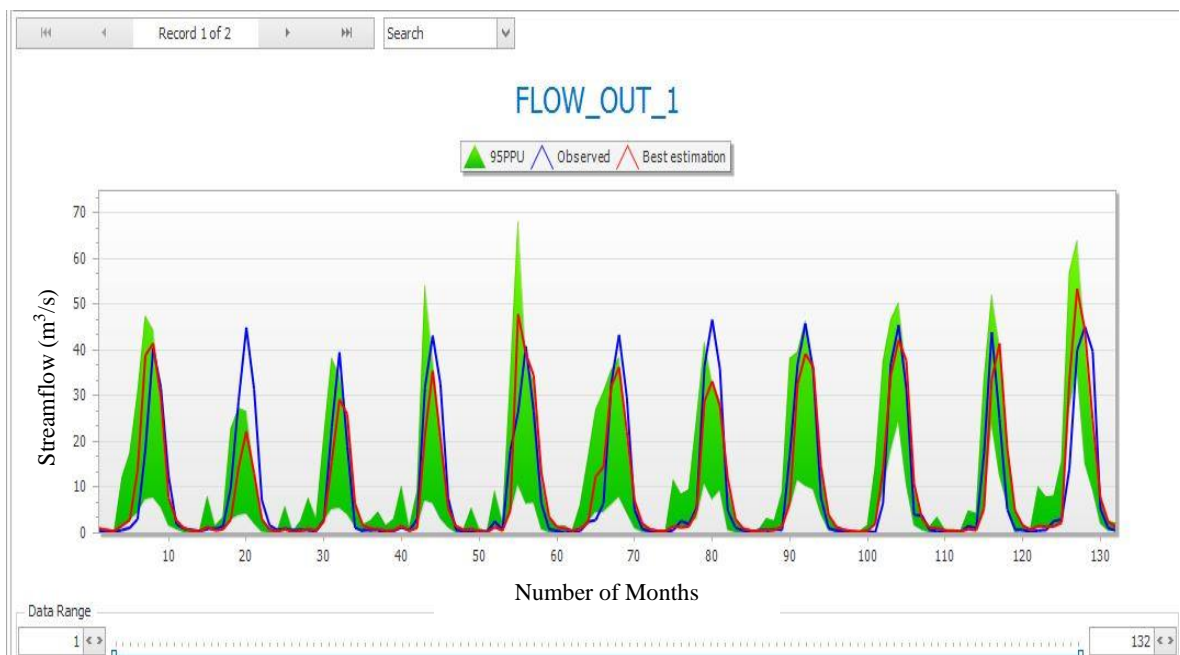 Record 1 of 2 Search
FLOW_OUT_1
95PPU Observed Best estimation
Streamflow (m³/s)
70
60
50
40
30
20
10
0
10 20 30 40 50 60 70 80 90 100 110 120 130
Number of Months
Data Range
1 132